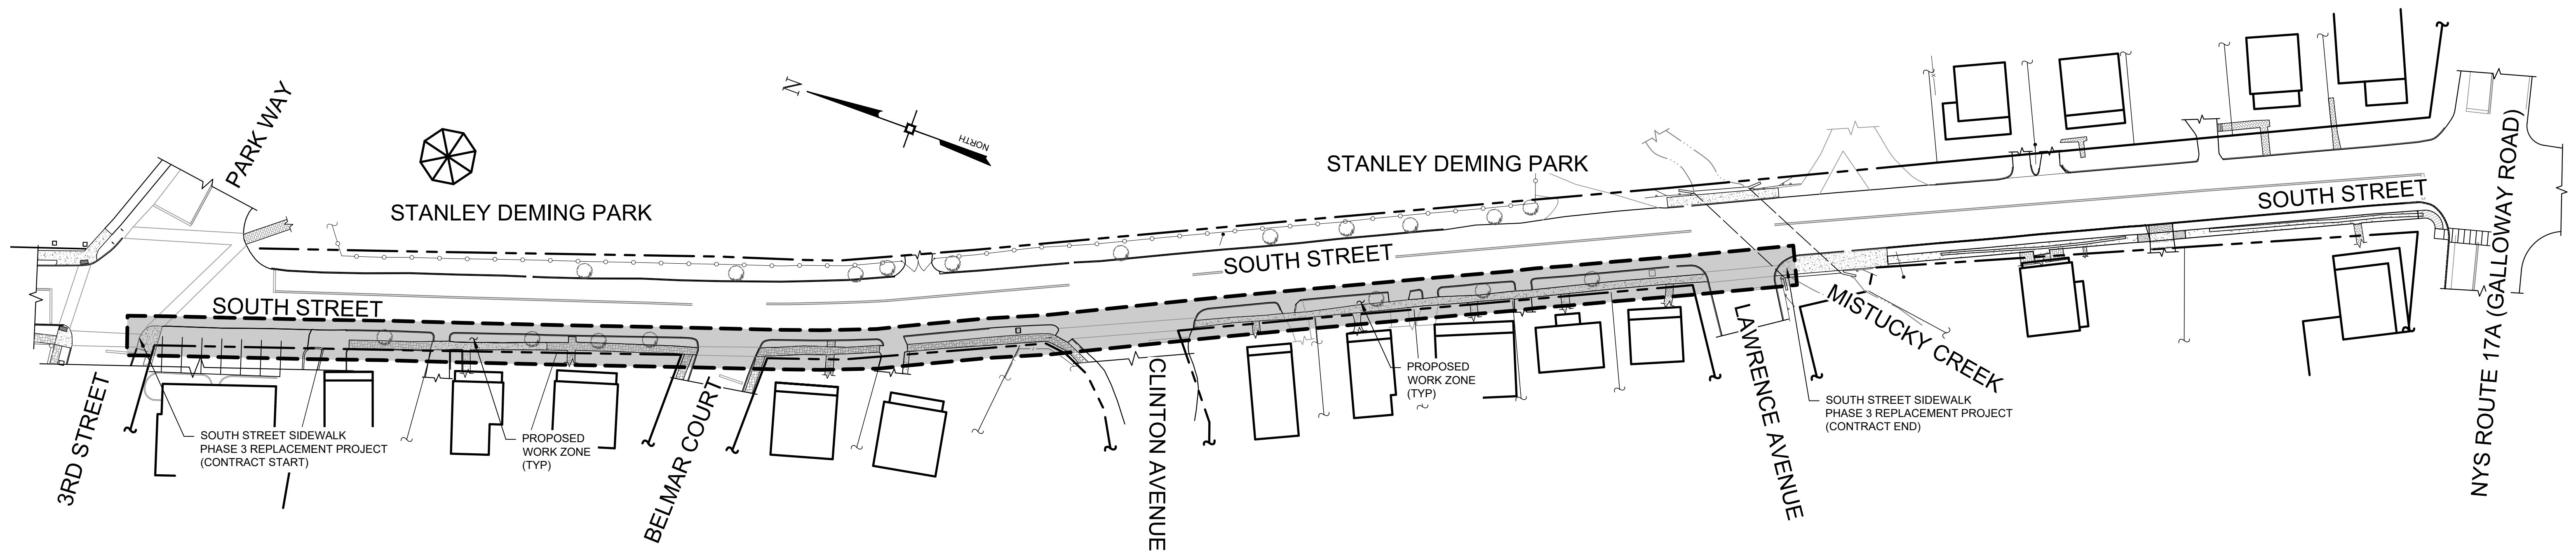 PARK WAY
STANLEY DEMING PARK
N
NORTH
STANLEY DEMING PARK
SOUTH STREET
SOUTH STREET
SOUTH STREET
3RD STREET
SOUTH STREET SIDEWALK
PHASE 3 REPLACEMENT PROJECT
(CONTRACT START)
PROPOSED
WORK ZONE
(TYP)
BELMAR COURT
CLINTON AVENUE
PROPOSED
WORK ZONE
(TYP)
LAWRENCE AVENUE
MISTUCKY CREEK
SOUTH STREET SIDEWALK
PHASE 3 REPLACEMENT PROJECT
(CONTRACT END)
NYS ROUTE 17A (GALLOWAY ROAD)